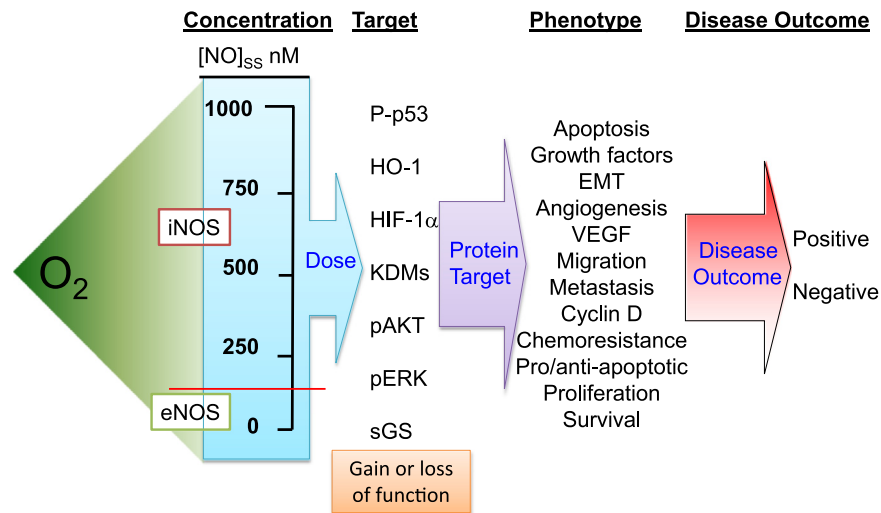 Concentration
Target
Phenotype
Disease Outcome
[NO]SS nM
1000
750
500
250
0
iNOS
eNOS
O2
Dose
P-p53
HO-1
HIF-1α
KDMs
pAKT
pERK
sGS
Gain or loss
of function
Protein
Target
Apoptosis
Growth factors
EMT
Angiogenesis
VEGF
Migration
Metastasis
Cyclin D
Chemoresistance
Pro/anti-apoptotic
Proliferation
Survival
Disease
Outcome
Positive
Negative